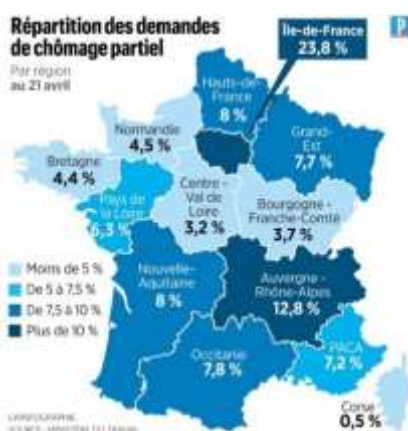 Répartition des demandes
de chômage partiel
Par région
au 21 avril
Île-de-France
23,8 %
P
Hauts-de-
France
8 %
Normandie
4,5 %
Grand-
Est
7,7 %
Bretagne
4,4 %
Pays de
la Loire
6,3 %
Centre -
Val de
Loire
3,2 %
Bourgogne -
Franche-Comté
3,7 %
Moins de 5 %
De 5 à 7,5 %
De 7,5 à 10 %
Plus de 10 %
Nouvelle-
Aquitaine
8 %
Auvergne -
Rhône-Alpes
12,8 %
Occitanie
7,8 %
PACA
7,2 %
Corse
0,5 %
SOURCE : MINISTÈRE DU TRAVAIL